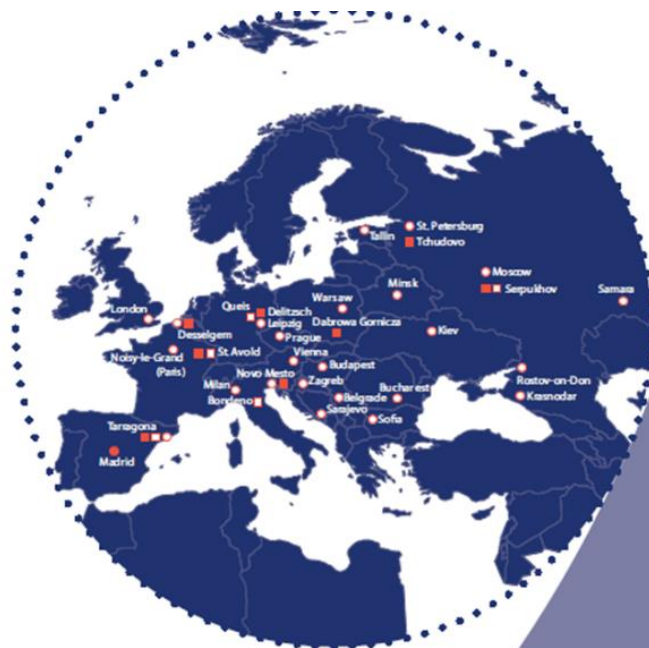 St. Petersburg
Tallin
Tchudovo
Moscow
Minsk
Serpukhov
Samara
London
Queis
Delitzsch
Warsaw
Leipzig
Dabrowa Gornicza
Desselgem
Kiev
Prague
Noisy-le-Grand
(Paris)
St. Avold
Vienna
Budapest
Rostov-on-Don
Novo Mesto
Milan
Zagreb
Bucharest
Krasnodar
Bondeno
Belgrade
Sarajevo
Sofia
Tarragona
Madrid